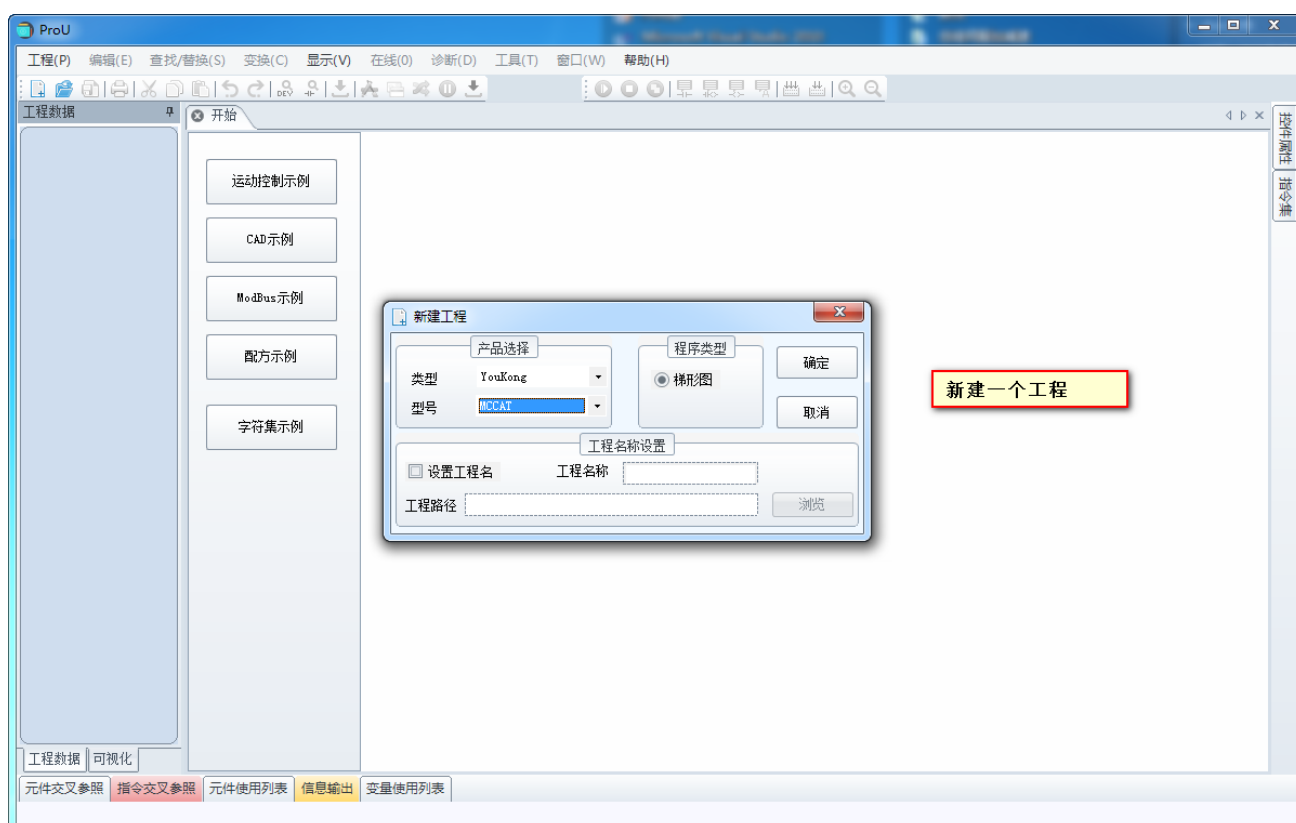 ProU
工程(P) 编辑(E) 查找/替换(S) 变换(C) 显示(V) 在线(O) 诊断(D) 工具(T) 窗口(W) 帮助(H)
DEV
工程数据
开始
控件属性
指令集
运动控制示例
CAD示例
ModBus示例
配方示例
字符集示例
新建工程
产品选择
程序类型
类型 YouKong
梯形图
确定
型号 MCCAT
取消
新建一个工程
工程名称设置
设置工程名 工程名称
工程路径 浏览
工程数据 可视化
元件交叉参照 指令交叉参照 元件使用列表 信息输出 变量使用列表